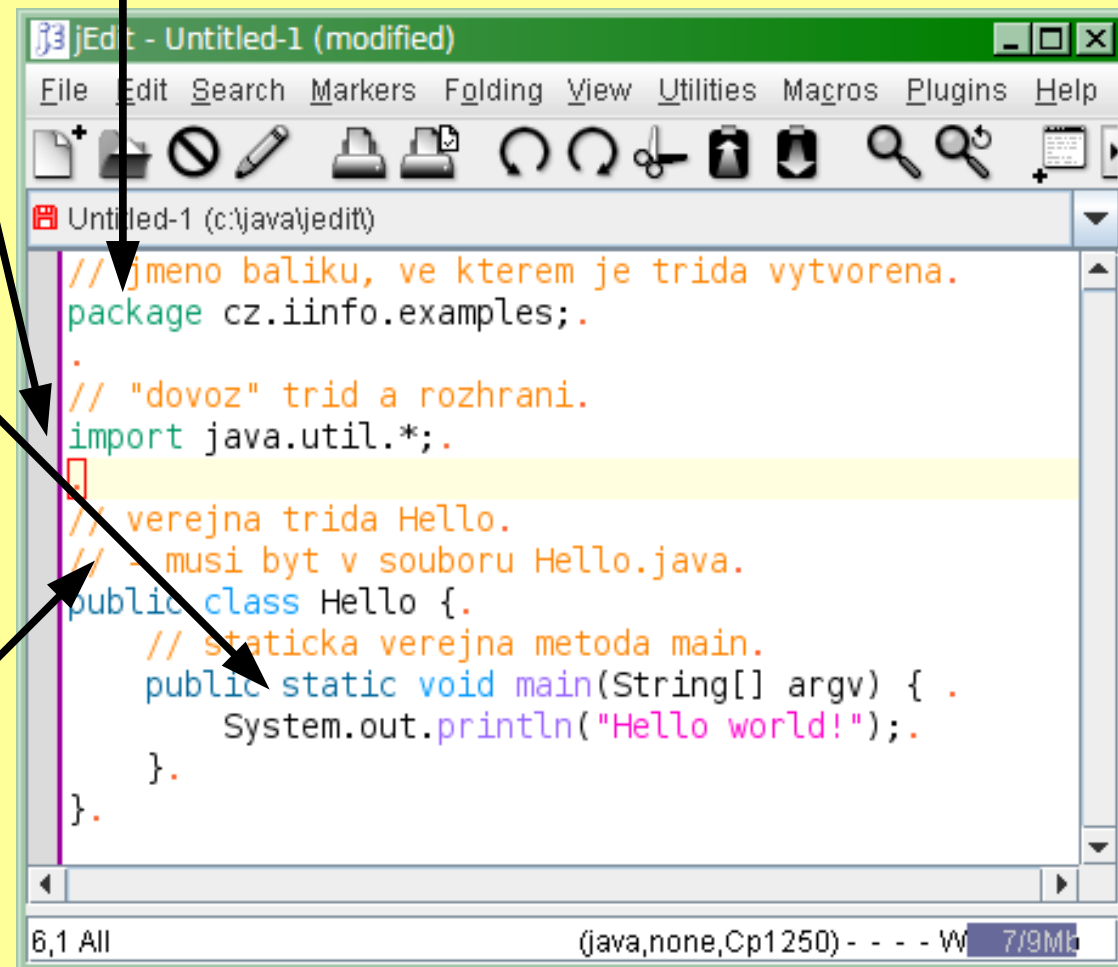 jEdit - Untitled-1 (modified)
File Edit Search Markers Folding View Utilities Macros Plugins Help
Untitled-1 (c:\java\jedit\)
// jmeno baliku, ve kterem je trida vytvorena.
package cz.iinfo.examples;.
.
// "dovoz" trid a rozhrani.
import java.util.*;.
.
// verejna trida Hello.
// - musi byt v souboru Hello.java.
public class Hello {.
    // staticka verejna metoda main.
    public static void main(String[] argv) { .
        System.out.println("Hello world!");.
    }.
}.
6,1 All (java,none,Cp1250) - - - - W 7/9Mb